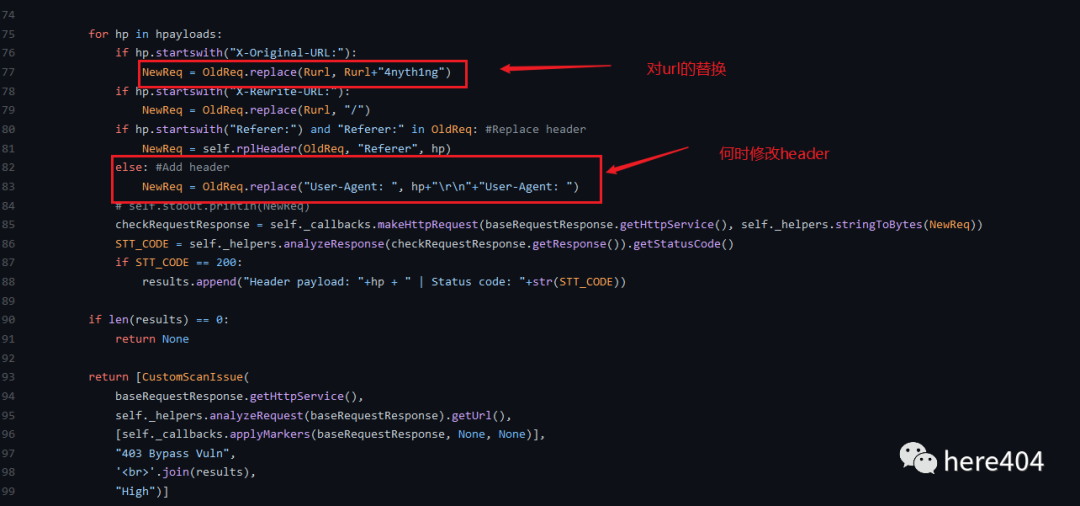 74
75 for hp in hpayloads:
76 if hp.startswith("X-Original-URL:"):
77 NewReq = OldReq.replace(Rurl, Rurl+"4nyth1ng")
对url的替换
78 if hp.startswith("X-Rewrite-URL:"):
79 NewReq = OldReq.replace(Rurl, "/")
80 if hp.startswith("Referer:") and "Referer:" in OldReq: #Replace header
81 NewReq = self.rplHeader(OldReq, "Referer", hp)
何时修改header
82 else: #Add header
83 NewReq = OldReq.replace("User-Agent: ", hp+"\r\n"+"User-Agent: ")
84 # self.stdout.println(NewReq)
85 checkRequestResponse = self._callbacks.makeHttpRequest(baseRequestResponse.getHttpService(), self._helpers.stringToBytes(NewReq))
86 STT_CODE = self._helpers.analyzeResponse(checkRequestResponse.getResponse()).getStatusCode()
87 if STT_CODE == 200:
88 results.append("Header payload: "+hp + " | Status code: "+str(STT_CODE))
89
90 if len(results) == 0:
91 return None
92
93 return [CustomScanIssue(
94 baseRequestResponse.getHttpService(),
95 self._helpers.analyzeRequest(baseRequestResponse).getUrl(),
96 [self._callbacks.applyMarkers(baseRequestResponse, None, None)],
97 "403 Bypass Vuln",
98 '<br>'.join(results),
99 "High")]
here404